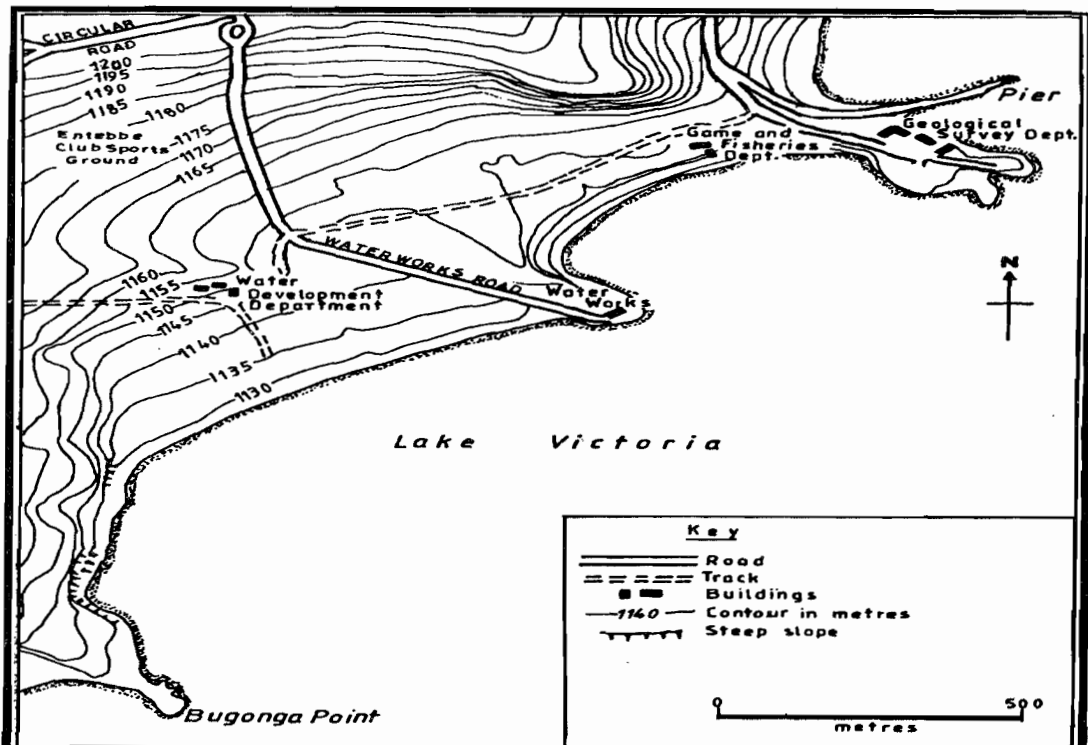 CIRCULAR
ROAD
1200
1195
1190
1185
1180
1175
1170
1165
Entebbe
Club Sports
Ground
Pier
Geological
Survey Dept.
Game and
Fisheries
Dept.
WATERWORKS ROAD
Water
Works
N
1160
1155
1150
1145
1140
1135
1130
Water
Development
Department
Lake Victoria
Bugonga Point
Key
Road
Track
Buildings
1140 Contour in metres
Steep slope
0 500
metres